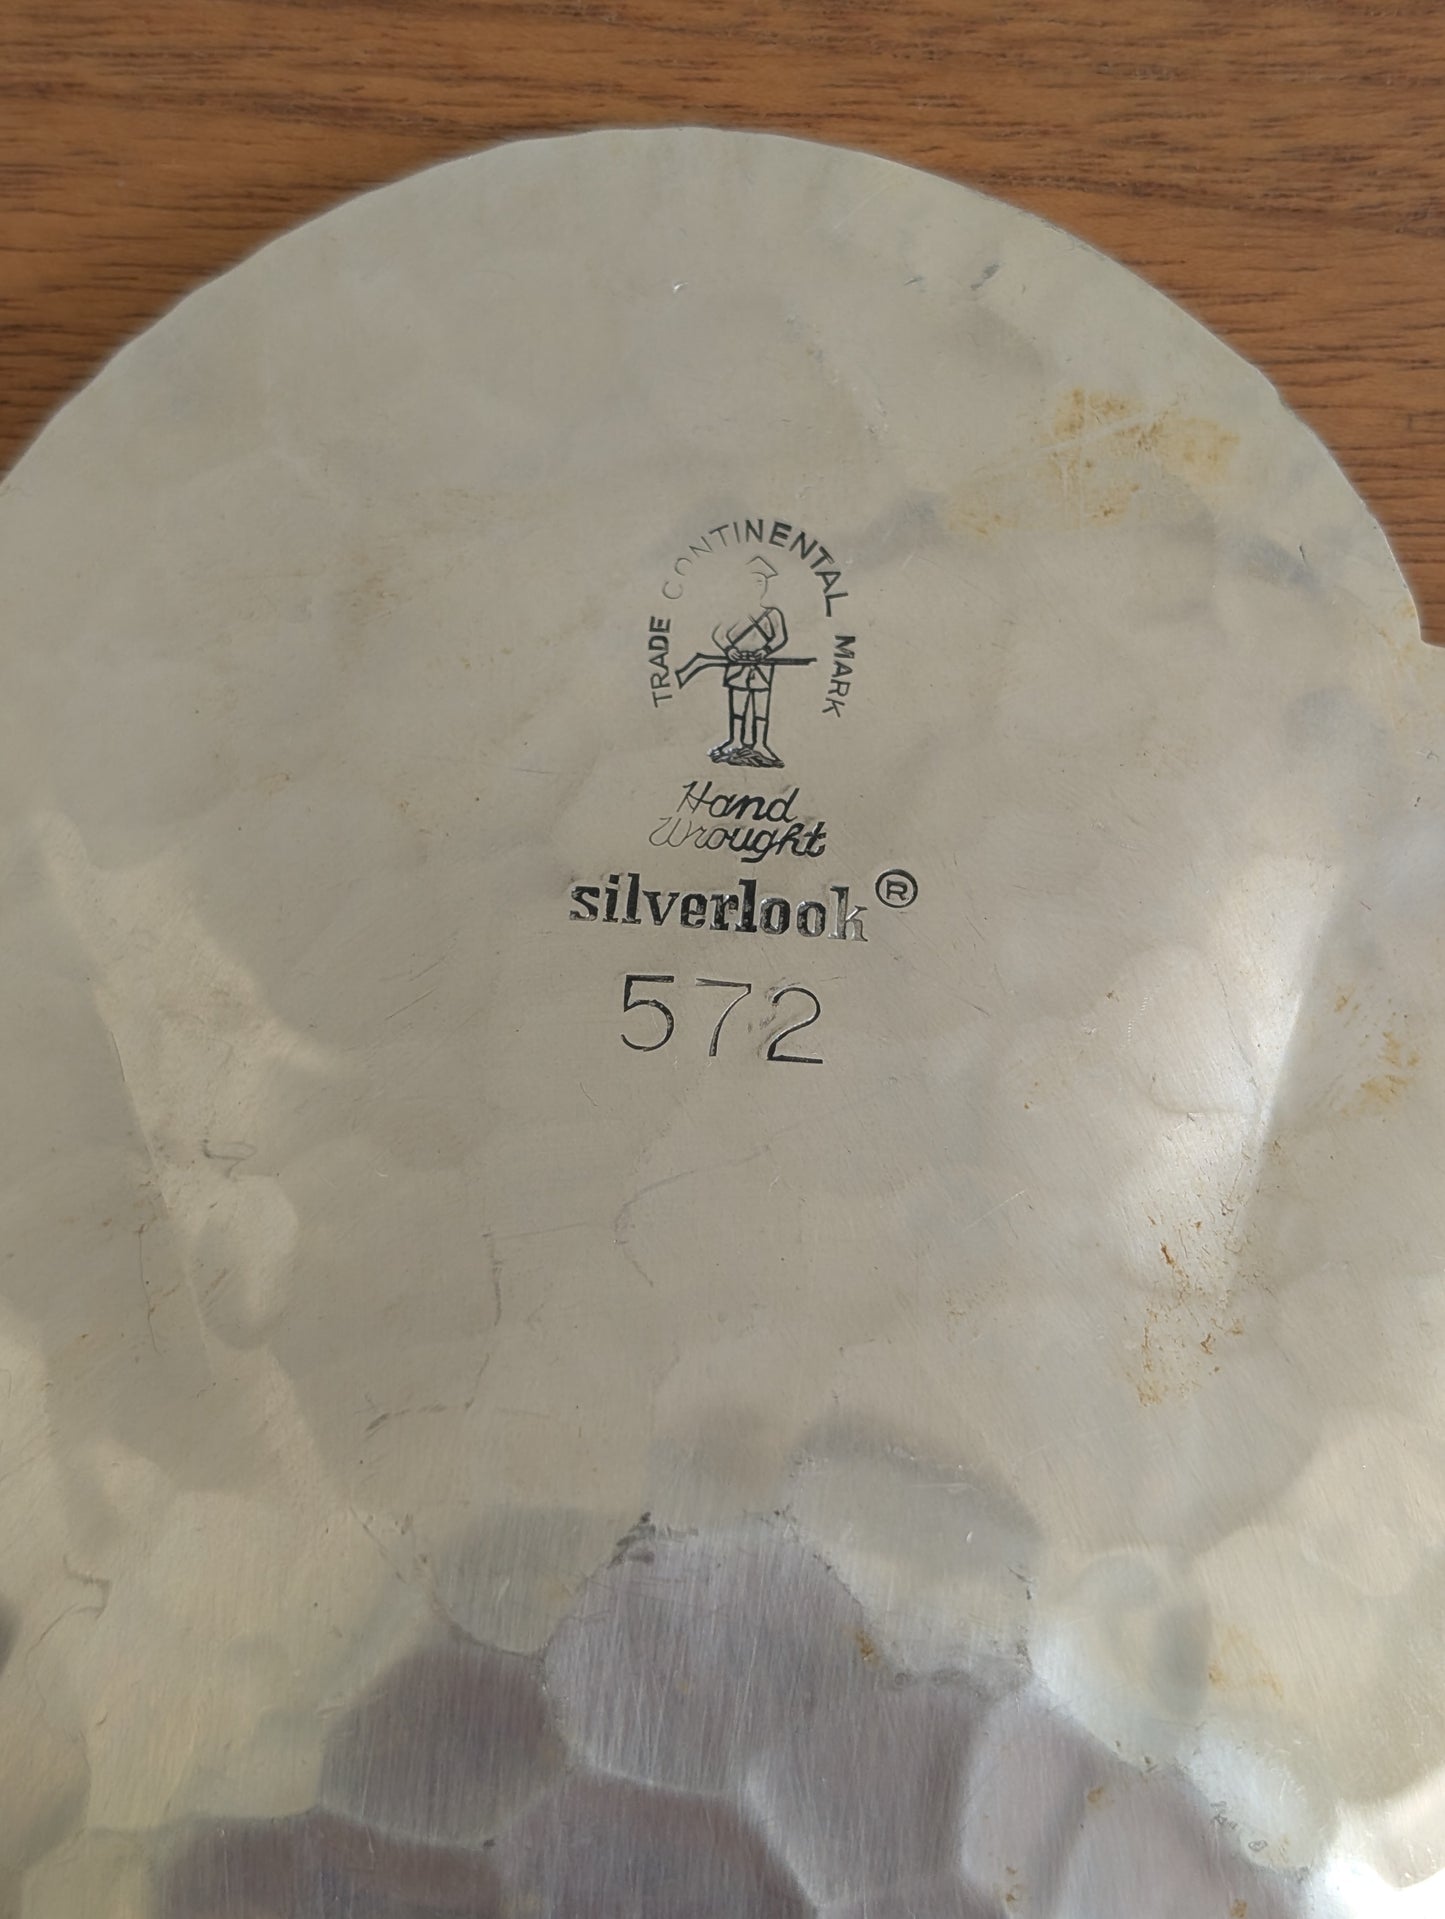 TRADE CONTINENTAL MARK
Hand
Wrought
silverlook®
572